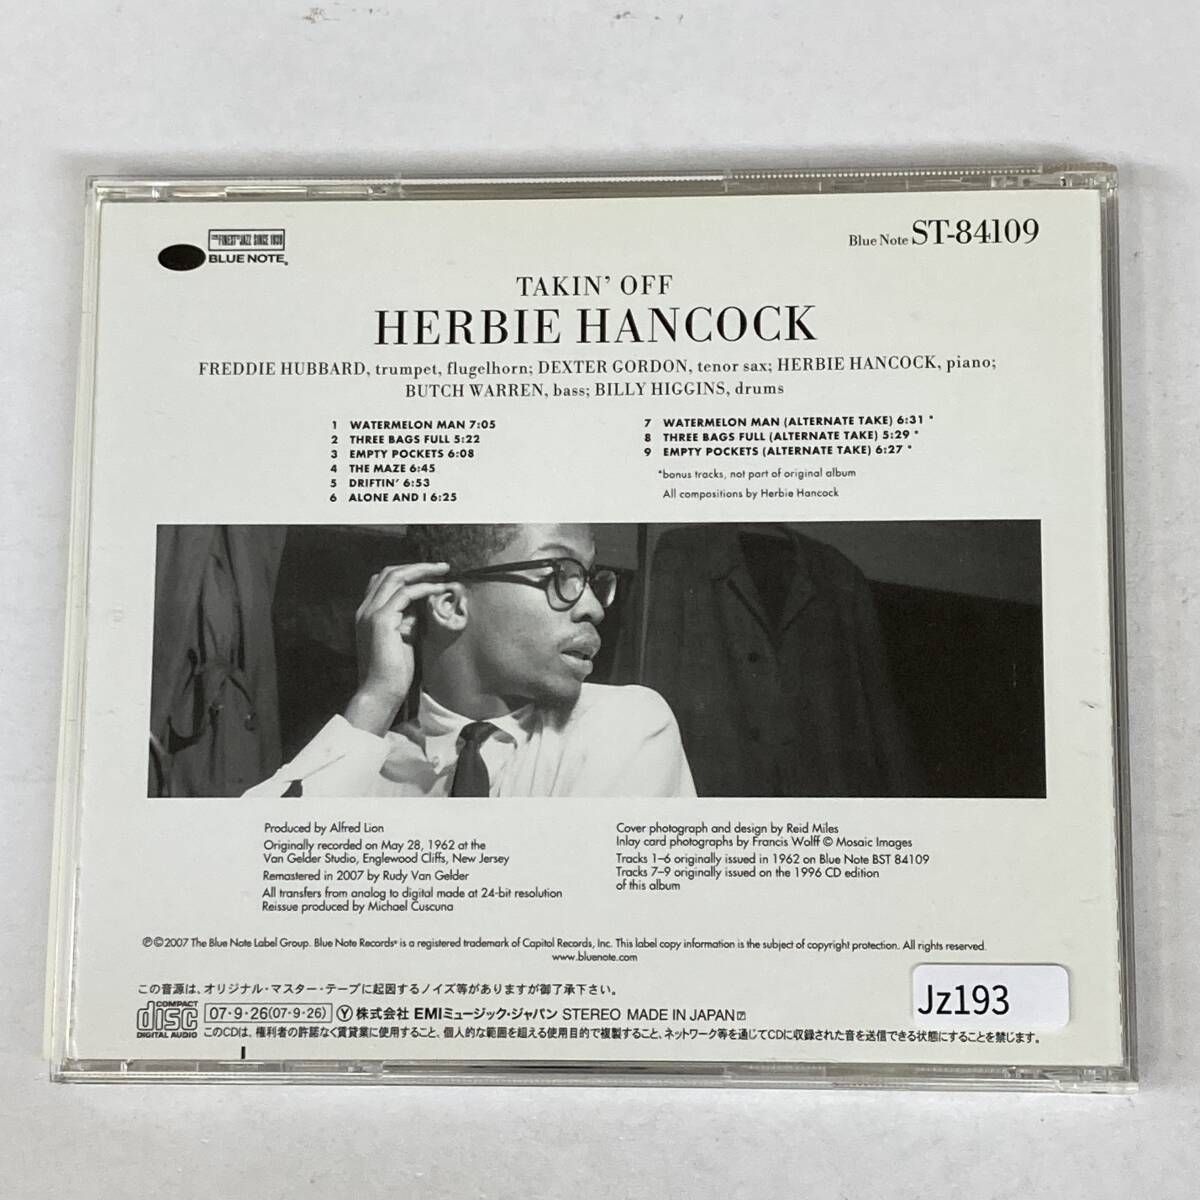 THE FINEST IN JAZZ SINCE 1939
BLUE NOTE®
Blue Note ST-84109
TAKIN' OFF
HERBIE HANCOCK
FREDDIE HUBBARD, trumpet, flugelhorn; DEXTER GORDON, tenor sax; HERBIE HANCOCK, piano;
BUTCH WARREN, bass; BILLY HIGGINS, drums
1 WATERMELON MAN 7:05
2 THREE BAGS FULL 5:22
3 EMPTY POCKETS 6:08
4 THE MAZE 6:45
5 DRIFTIN' 6:53
6 ALONE AND I 6:25
7 WATERMELON MAN (ALTERNATE TAKE) 6:31 *
8 THREE BAGS FULL (ALTERNATE TAKE) 5:29 *
9 EMPTY POCKETS (ALTERNATE TAKE) 6:27 *
*bonus tracks, not part of original album
All compositions by Herbie Hancock
Produced by Alfred Lion
Originally recorded on May 28, 1962 at the
Van Gelder Studio, Englewood Cliffs, New Jersey
Remastered in 2007 by Rudy Van Gelder
All transfers from analog to digital made at 24-bit resolution
Reissue produced by Michael Cuscuna
Cover photograph and design by Reid Miles
Inlay card photographs by Francis Wolff © Mosaic Images
Tracks 1–6 originally issued in 1962 on Blue Note BST 84109
Tracks 7–9 originally issued on the 1996 CD edition
of this album
℗©2007 The Blue Note Label Group. Blue Note Records® is a registered trademark of Capitol Records, Inc. This label copy information is the subject of copyright protection. All rights reserved.
www.bluenote.com
この音源は、オリジナル・マスター・テープに起因するノイズ等がありますが御了承下さい。
COMPACT
disc
DIGITAL AUDIO
07・9・26(07・9・26) Ⓨ株式会社 EMIミュージック・ジャパン STEREO MADE IN JAPAN
このCDは、権利者の許諾なく賃貸業に使用すること、個人的な範囲を超える使用目的で複製すること、ネットワーク等を通じてCDに収録された音を送信できる状態にすることを禁じます。
Jz193